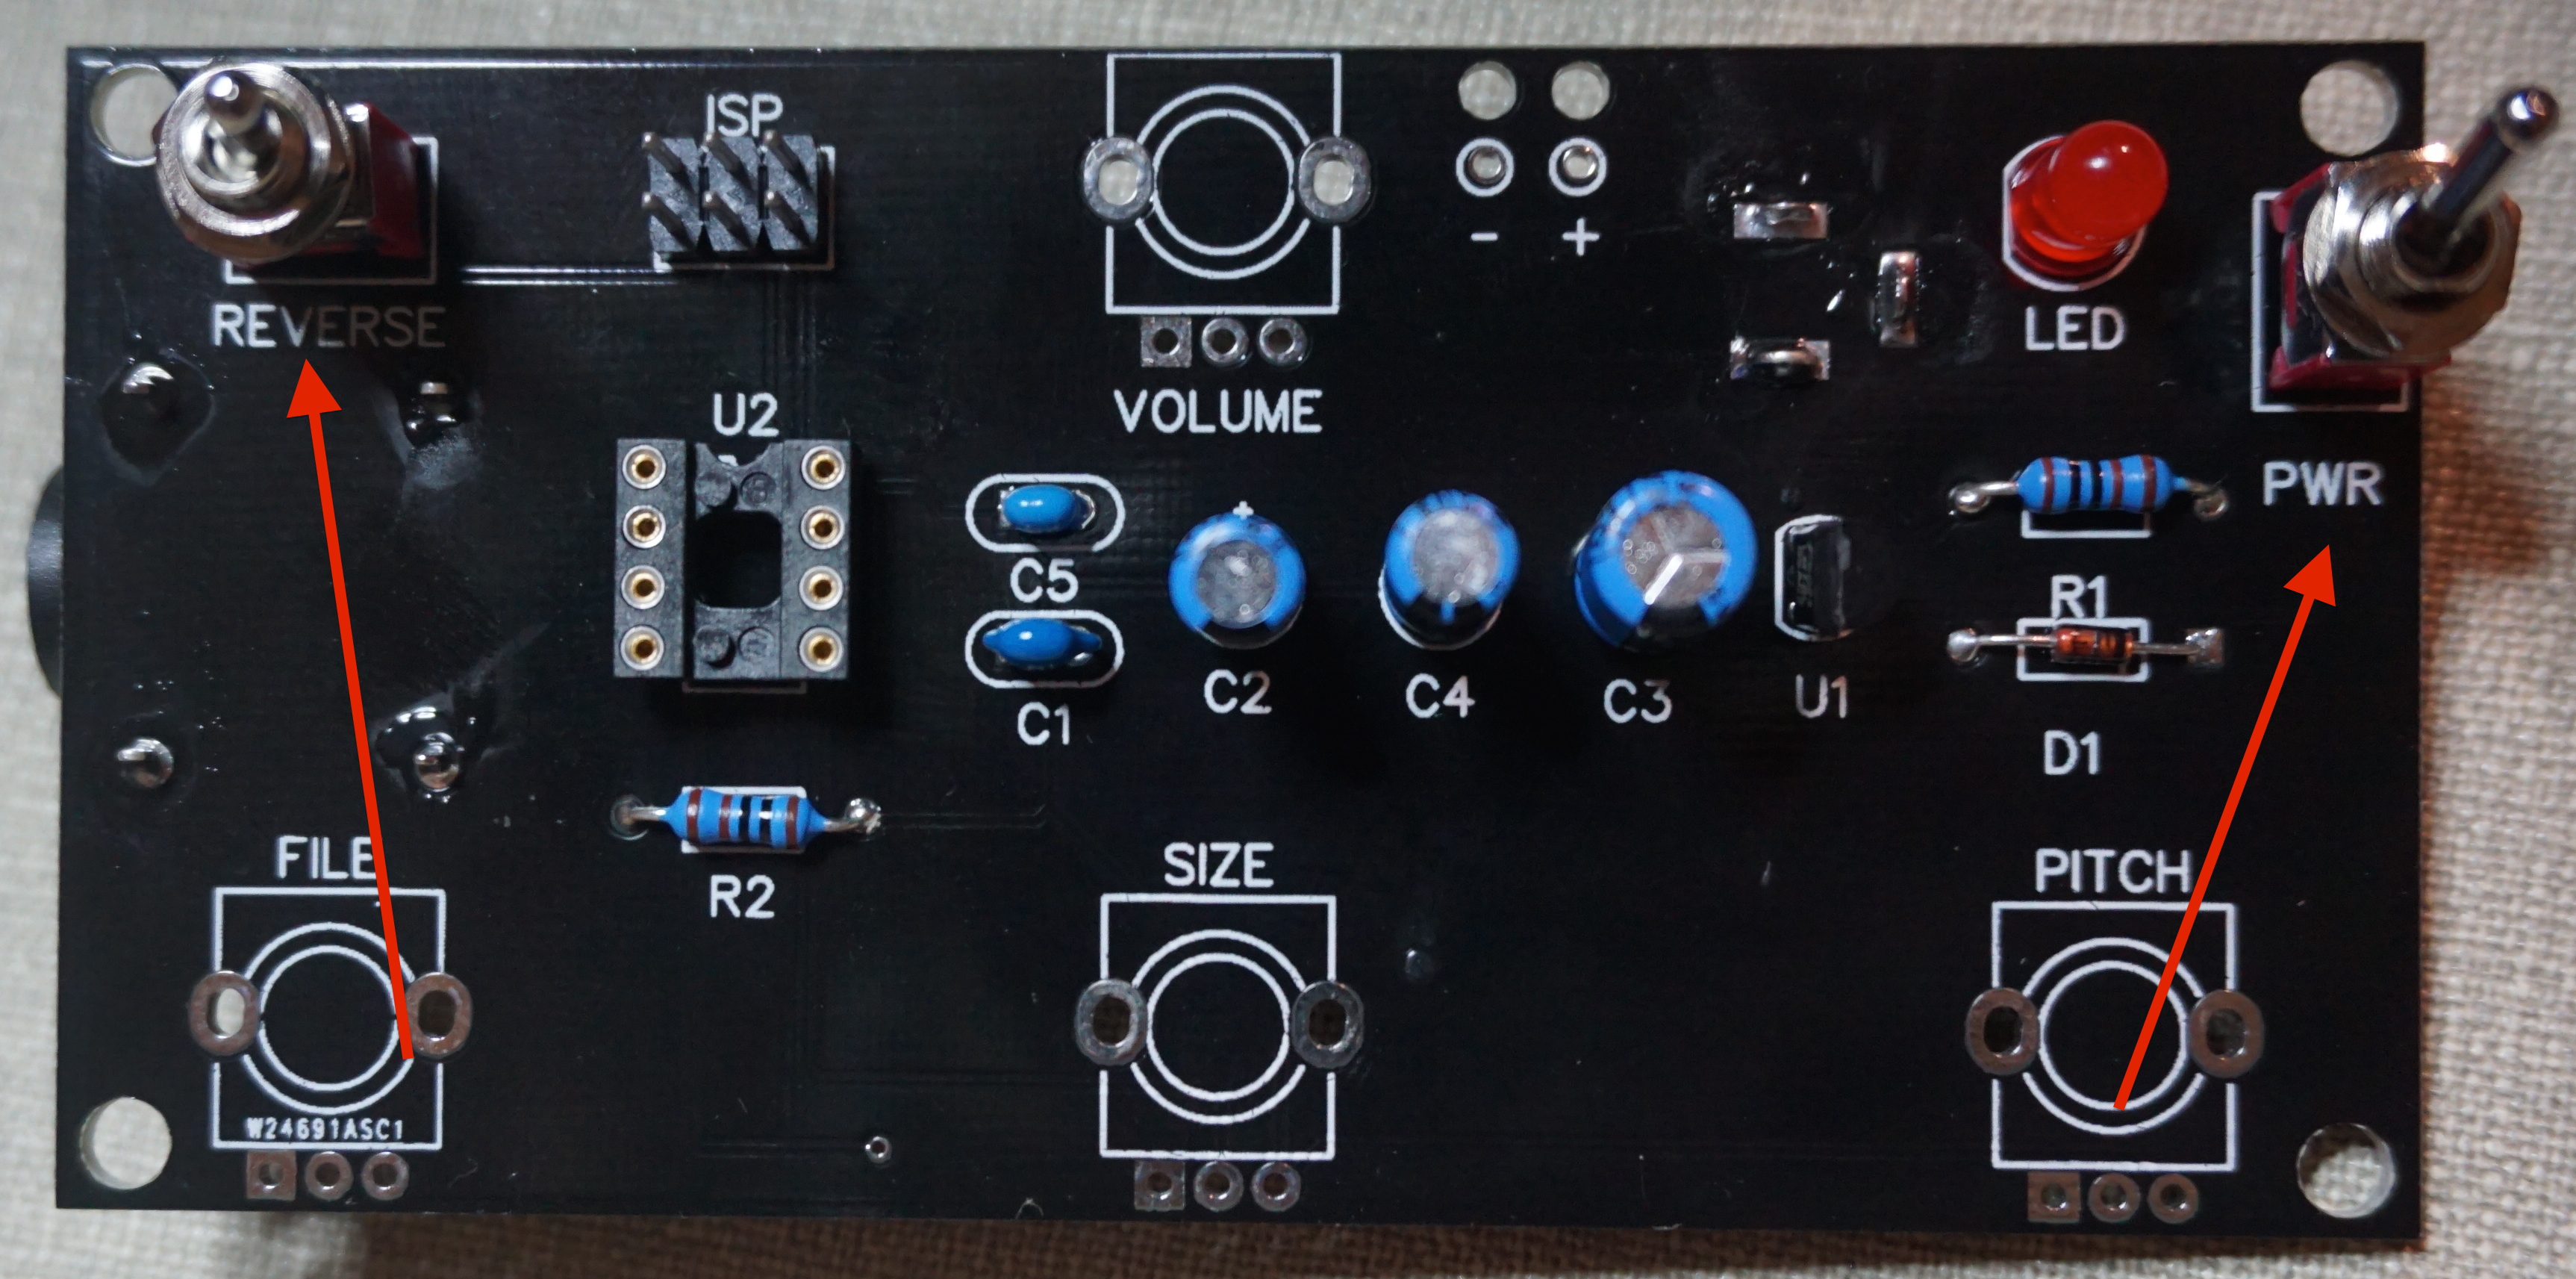 ISP
REVERSE
LED
- +
VOLUME
U2
PWR
C5
R1
C2
C4
C3
U1
C1
D1
FILE
SIZE
PITCH
R2
W24691ASC1